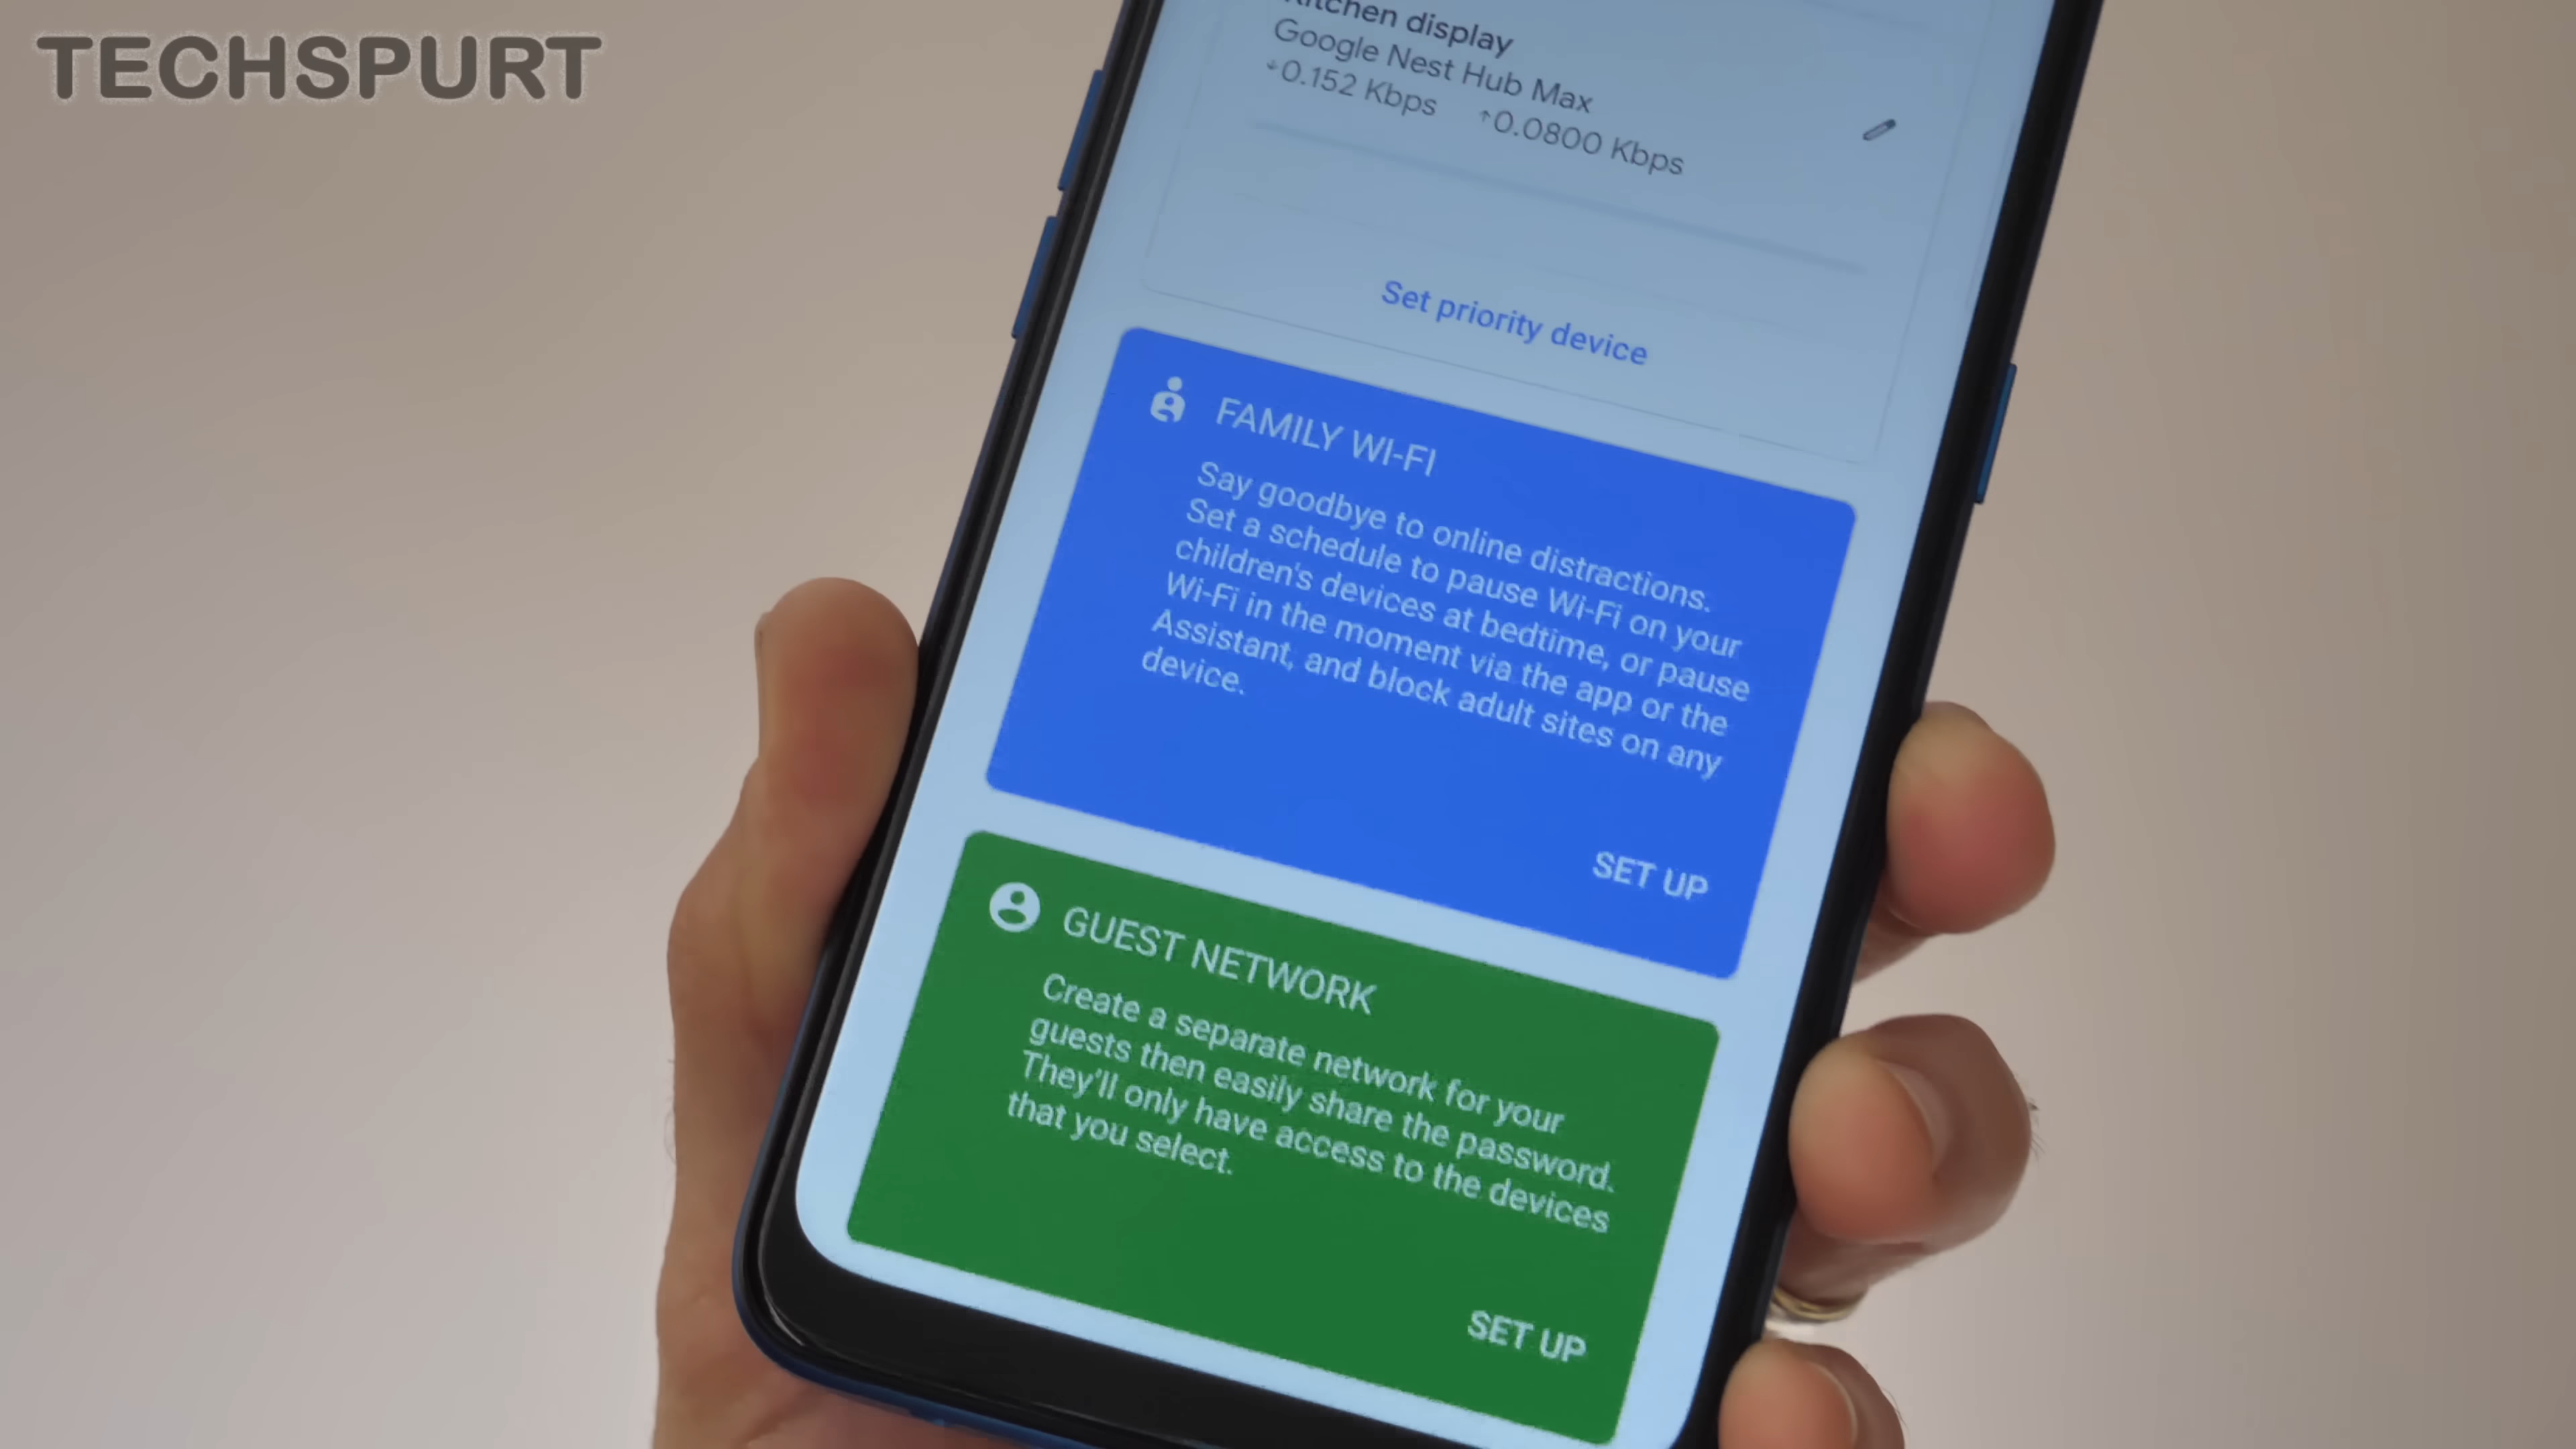 TECHSPURT
Kitchen display
Google Nest Hub Max
↓0.152 Kbps ↑0.0800 Kbps
Set priority device
FAMILY WI-FI
Say goodbye to online distractions.
Set a schedule to pause Wi-Fi on your
children's devices at bedtime, or pause
Wi-Fi in the moment via the app or the
Assistant, and block adult sites on any
device.
SET UP
GUEST NETWORK
Create a separate network for your
guests then easily share the password.
They'll only have access to the devices
that you select.
SET UP